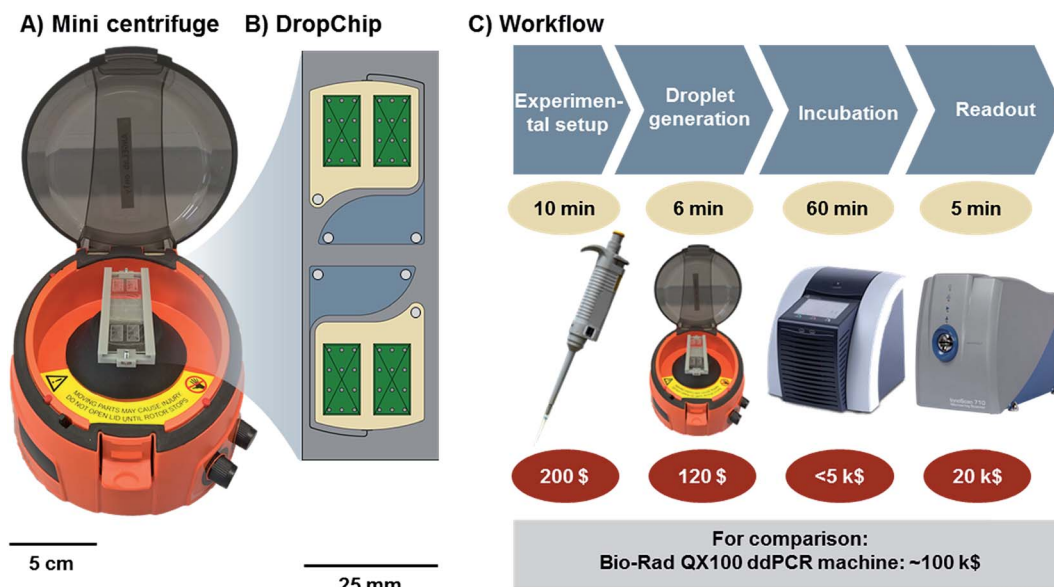 A) Mini centrifuge
B) DropChip
C) Workflow
Experimen-
tal setup
Droplet
generation
Incubation
Readout
10 min
6 min
60 min
5 min
MOVING PARTS MAY CAUSE INJURY
DO NOT OPEN LID UNTIL ROTOR STOPS
200 $
120 $
<5 k$
20 k$
For comparison:
Bio-Rad QX100 ddPCR machine: ~100 k$
5 cm
25 mm